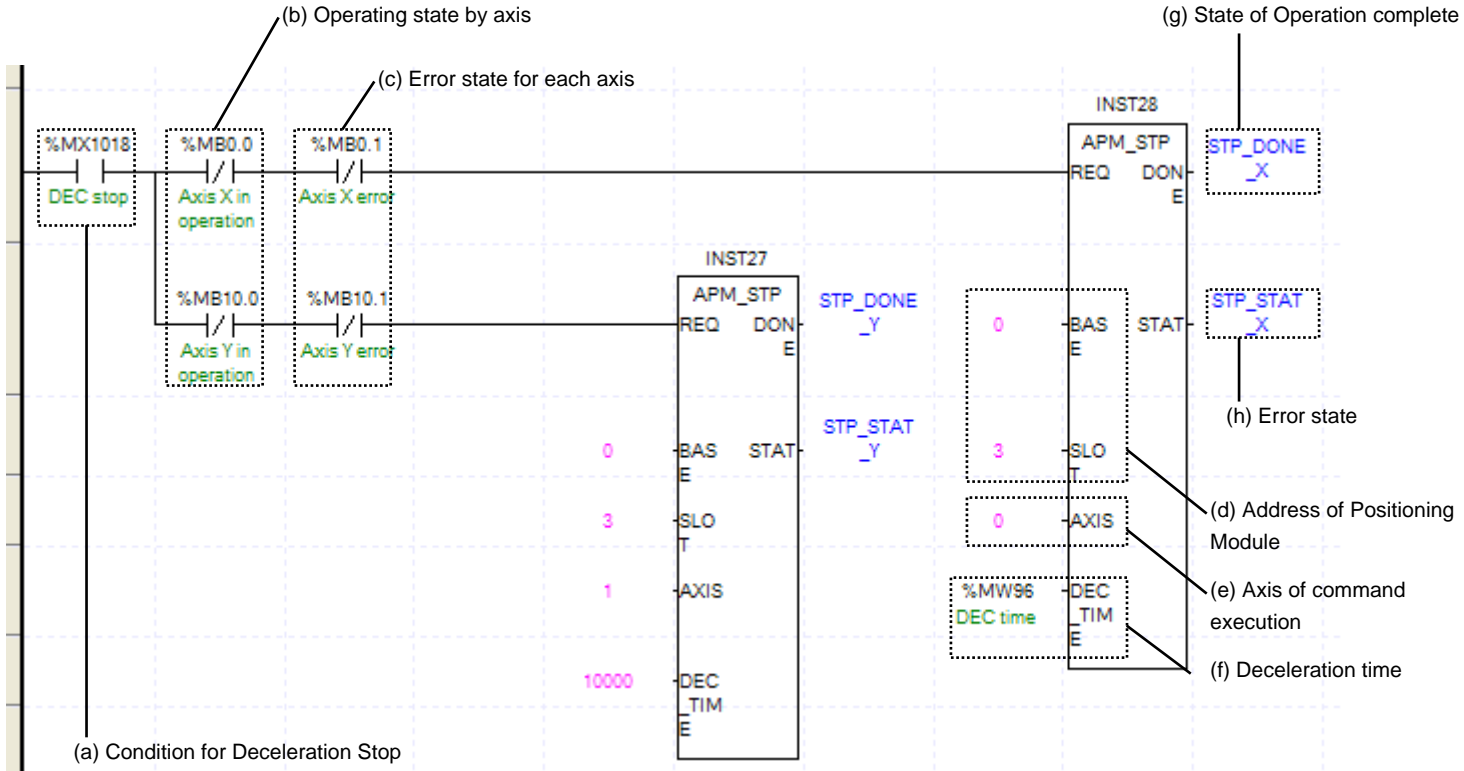 (b) Operating state by axis
(g) State of Operation complete
(c) Error state for each axis
INST28
%MX1018
%MB0.0
%MB0.1
APM_STP
STP_DONE
_X
REQ
DON
E
DEC stop
Axis X in
operation
Axis X error
INST27
%MB10.0
%MB10.1
APM_STP
STP_DONE
_Y
0
BAS
E
STAT
STP_STAT
_X
REQ
DON
E
Axis Y in
operation
Axis Y error
(h) Error state
0
BAS
E
STAT
STP_STAT
_Y
3
SLO
T
3
SLO
T
0
AXIS
(d) Address of Positioning
Module
1
AXIS
%MW96
DEC time
DEC
_TIM
E
(e) Axis of command
execution
(f) Deceleration time
10000
DEC
_TIM
E
(a) Condition for Deceleration Stop